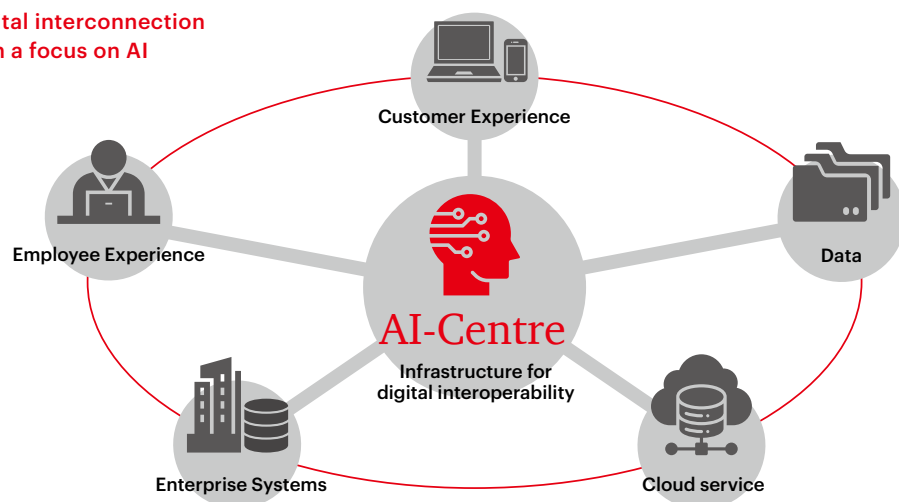 interconnection
a focus on AI
Customer Experience
Employee Experience
Data
AI-Centre
Infrastructure for
digital interoperability
Enterprise Systems
Cloud service